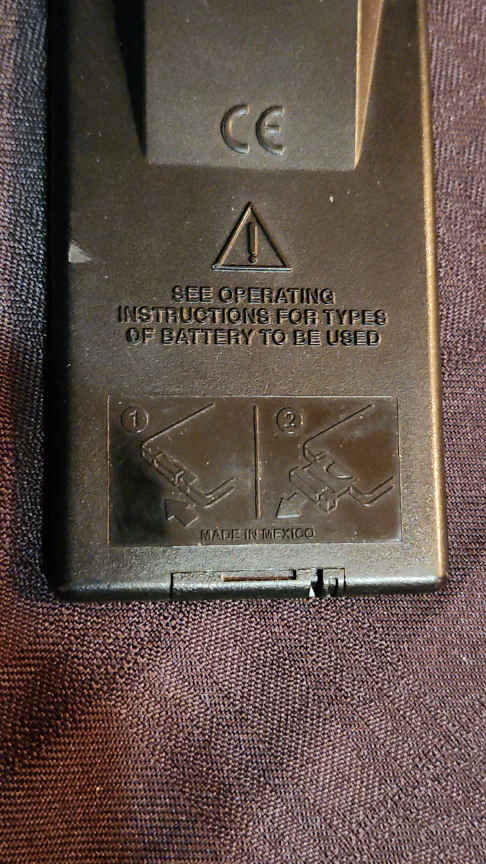 CE
SEE OPERATING
INSTRUCTIONS FOR TYPES
OF BATTERY TO BE USED
1 2
MADE IN MEXICO